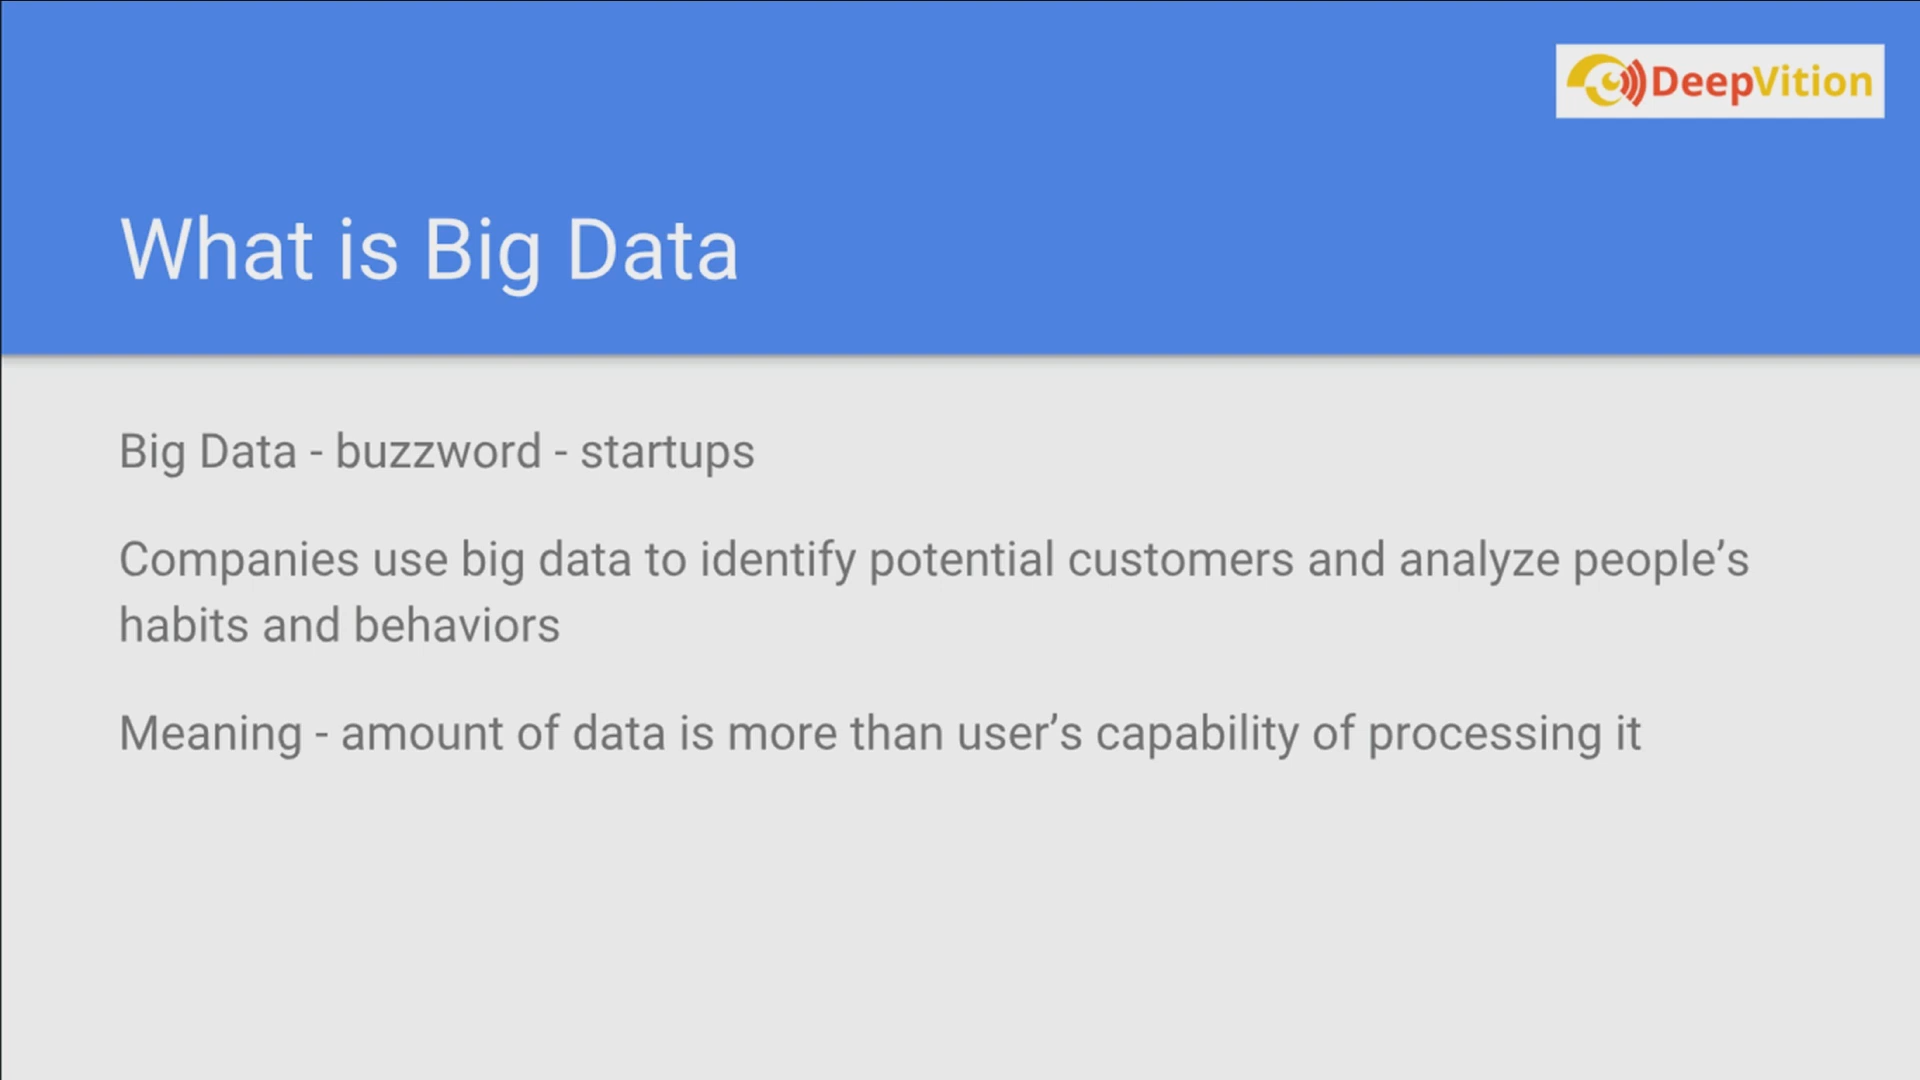 DeepVition
What is Big Data
Big Data - buzzword - startups
Companies use big data to identify potential customers and analyze people’s
habits and behaviors
Meaning - amount of data is more than user’s capability of processing it